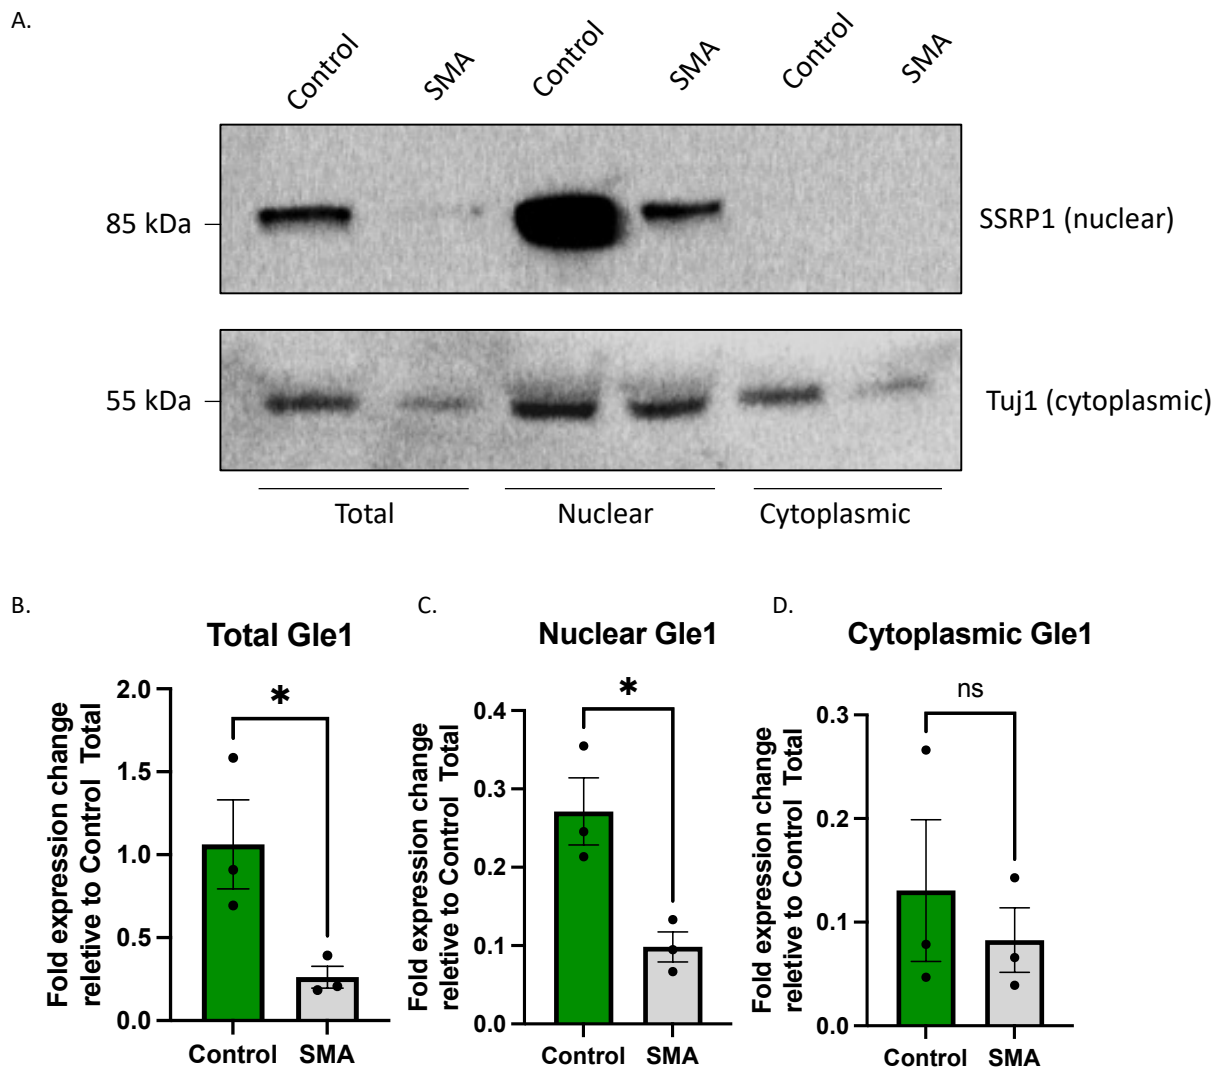 A.
Control
SMA
Control
SMA
Control
SMA
85 kDa
SSRP1 (nuclear)
55 kDa
Tuj1 (cytoplasmic)
Total
Nuclear
Cytoplasmic
B.
Total Gle1
Fold expression change
reletive to Control Total
2.0
1.5
1.0
0.5
0.0
*
Control
SMA
C.
Nuclear Gle1
Fold expression change
reletive to Control Total
0.4
0.3
0.2
0.1
0.0
*
Control
SMA
D.
Cytoplasmic Gle1
Fold expression change
reletive to Control Total
0.3
0.2
0.1
0.0
ns
Control
SMA